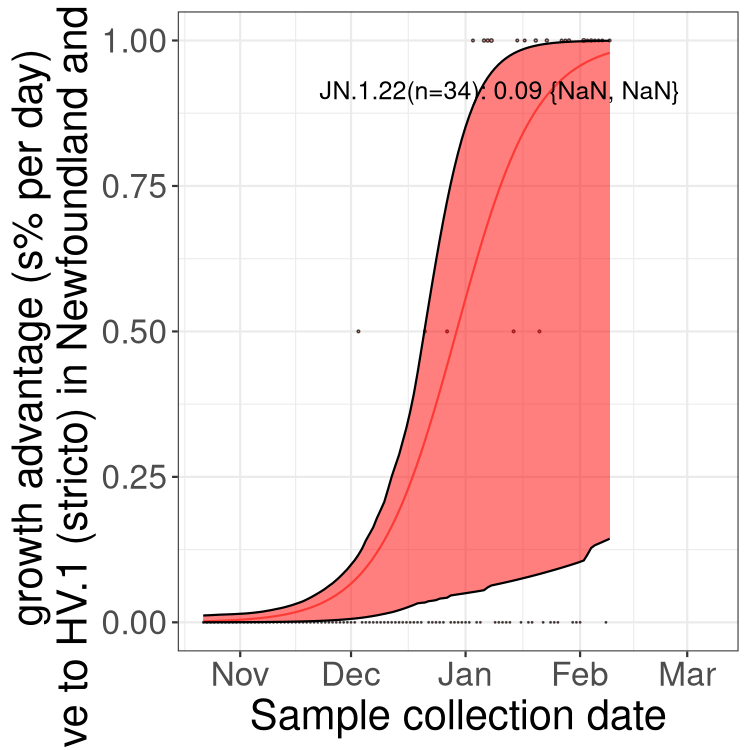 growth advantage (s% per day)
ve to HV.1 (stricto) in Newfoundland and
1.00
0.75
0.50
0.25
0.00
JN.1.22(n=34): 0.09 {NaN, NaN}
Nov Dec Jan Feb Mar
Sample collection date